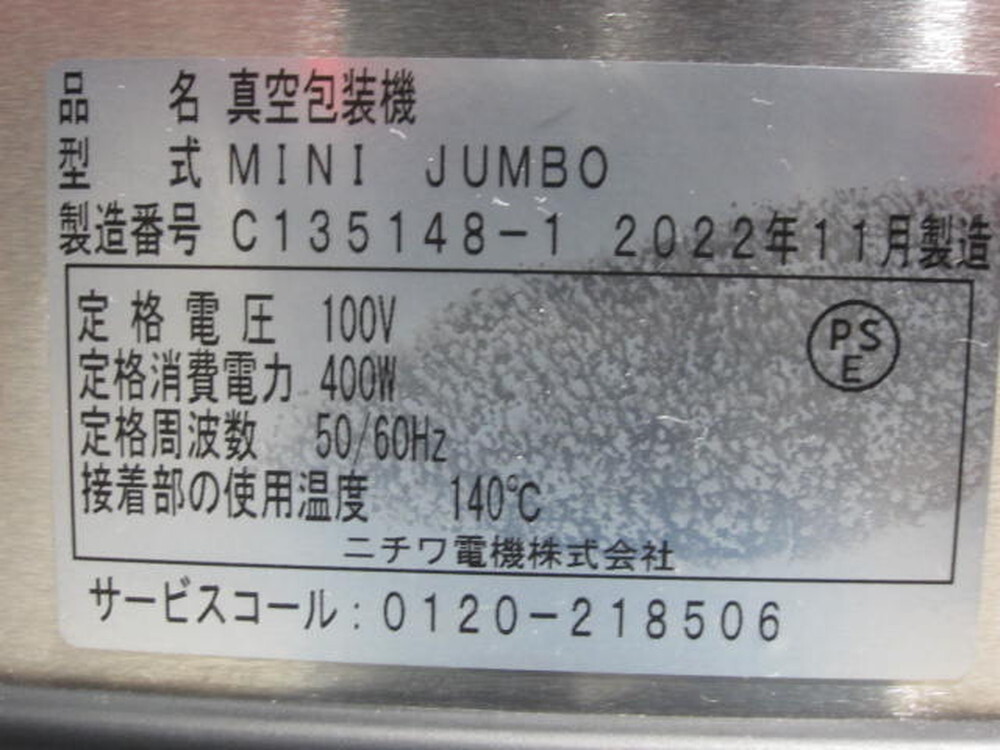 品名 真空包装機
型式 MINI JUMBO
製造番号 C135148-1 2022年11月製造
定格電圧 100V
PSE
定格消費電力 400W
定格周波数 50/60Hz
接着部の使用温度 140℃
ニチワ電機株式会社
サービスコール:0120-218506